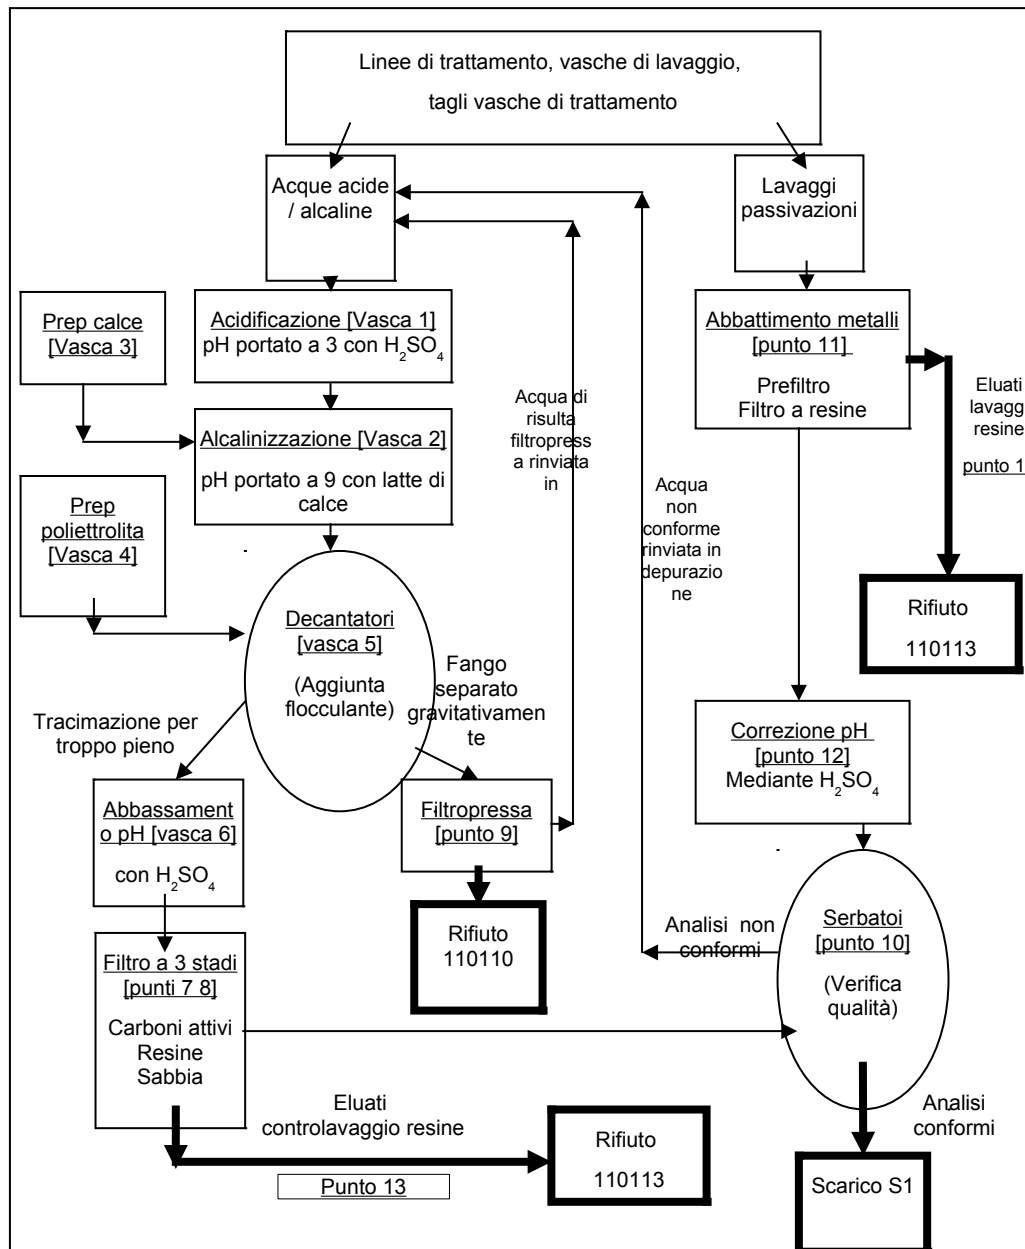 Linee di trattamento, vasche di lavaggio,
tagli vasche di trattamento
Acque acide
/ alcaline
Lavaggi
passivazioni
Prep calce
[Vasca 3]
Acidificazione [Vasca 1]
pH portato a 3 con H₂SO₄
Abbattimento metalli
[punto 11]
Prefiltro
Filtro a resine
Eluati
lavagg
resine
punto 1
Acqua di
risulta
filtropress
a rinviata
in
Alcalinizzazione [Vasca 2]
pH portato a 9 con latte di
calce
Prep
poliettrolita
[Vasca 4]
Acqua
non
conforme
rinviata in
depurazio
ne
Rifiuto
110113
Decantatori
[vasca 5]
(Aggiunta
flocculante)
Fango
separato
gravitativamen
te
Tracimazione per
troppo pieno
Correzione pH
[punto 12]
Mediante H₂SO₄
Abbassament
o pH [vasca 6]
con H₂SO₄
Filtropressa
[punto 9]
Rifiuto
110110
Analisi non
conformi
Serbatoi
[punto 10]
(Verifica
qualità)
Filtro a 3 stadi
[punti 7 8]
Carboni attivi
Resine
Sabbia
Eluati
controlavaggio resine
Punto 13
Rifiuto
110113
Analisi
conformi
Scarico S1